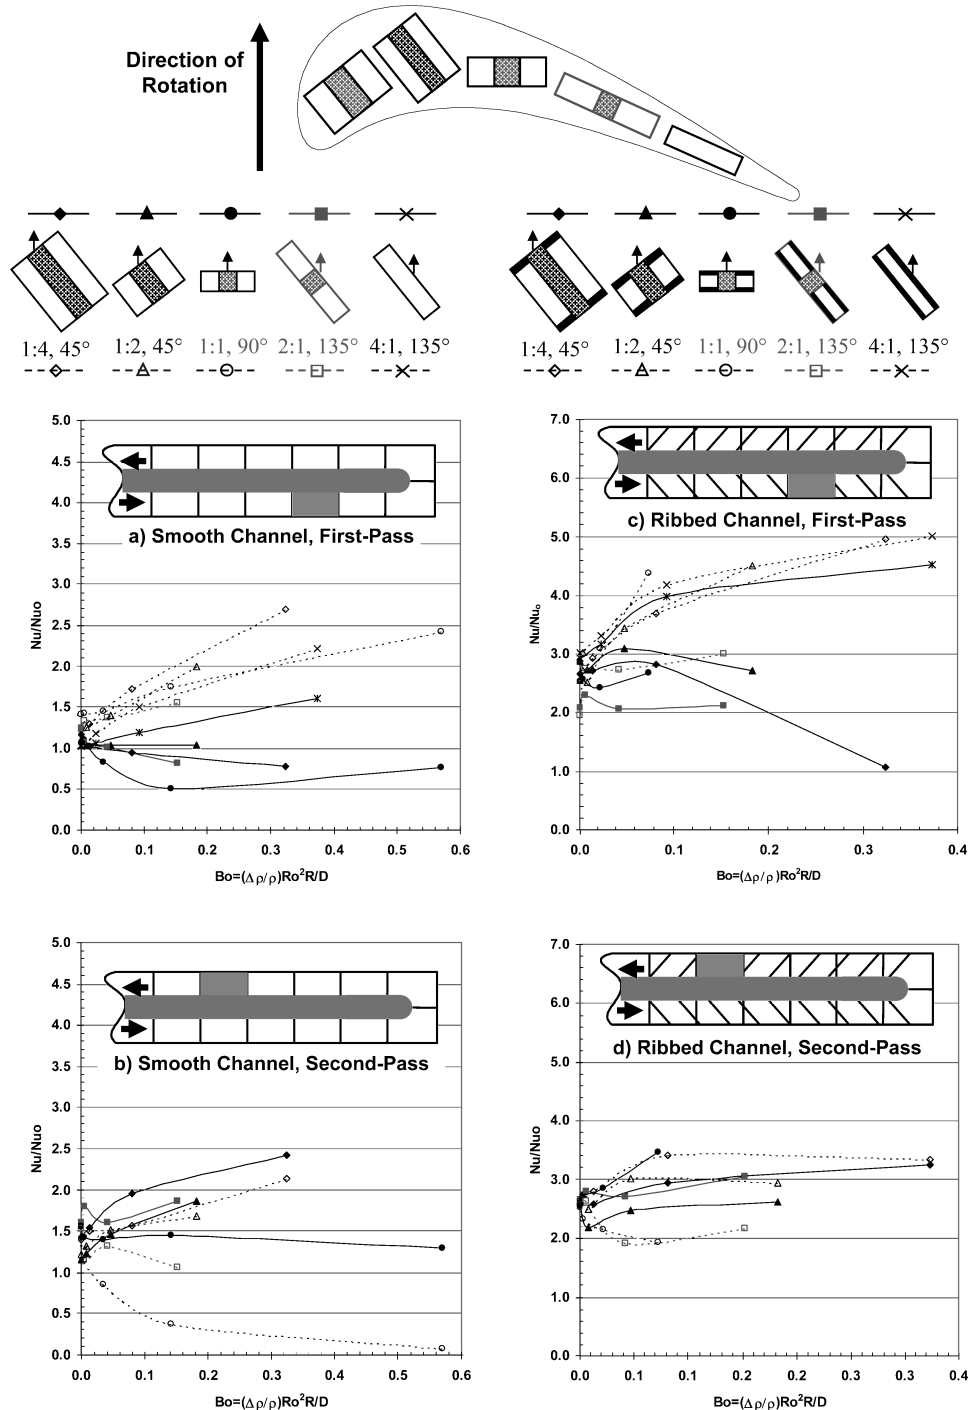 Direction of
Rotation
1:4, 45° 1:2, 45° 1:1, 90° 2:1, 135° 4:1, 135°
1:4, 45° 1:2, 45° 1:1, 90° 2:1, 135° 4:1, 135°
5.0
4.5
4.0
a) Smooth Channel, First-Pass
3.5
3.0
2.5
2.0
1.5
1.0
0.5
0.0
Nu/Nuo
0.0 0.1 0.2 0.3 0.4 0.5 0.6
Bo=(Δρ/ρ)Ro²R/D
7.0
6.0
c) Ribbed Channel, First-Pass
5.0
4.0
3.0
2.0
1.0
0.0
Nu/Nuₒ
0.0 0.1 0.2 0.3 0.4
Bo=(Δρ/ρ)Ro²R/D
5.0
4.5
4.0
b) Smooth Channel, Second-Pass
3.5
3.0
2.5
2.0
1.5
1.0
0.5
0.0
Nu/Nuo
0.0 0.1 0.2 0.3 0.4 0.5 0.6
Bo=(Δρ/ρ)Ro²R/D
7.0
6.0
d) Ribbed Channel, Second-Pass
5.0
4.0
3.0
2.0
1.0
0.0
Nu/Nuo
0.0 0.1 0.2 0.3 0.4
Bo=(Δρ/ρ)Ro²R/D